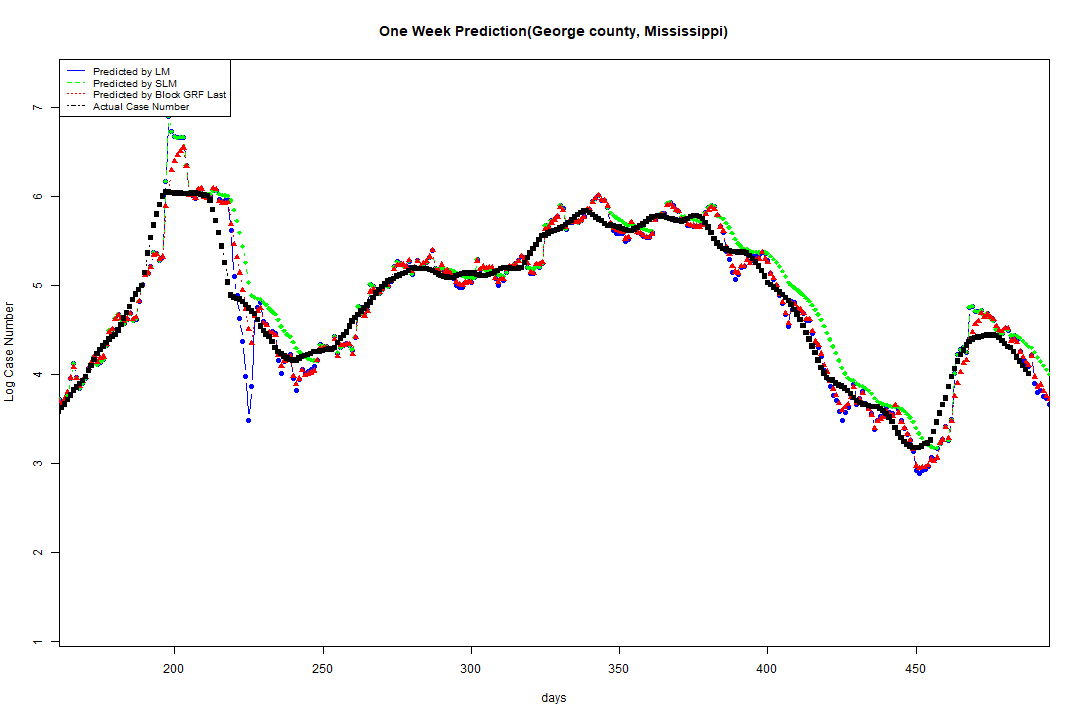 One Week Prediction(George county, Mississippi)
Predicted by LM
Predicted by SLM
Predicted by Block GRF Last
Actual Case Number
7
6
5
4
3
2
1
Log Case Number
200 250 300 350 400 450
days